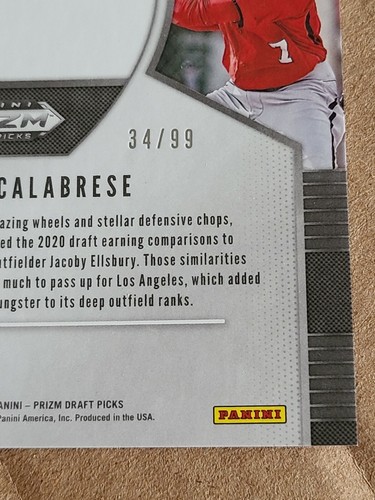 7
34/99
CALABRESE
azing wheels and stellar defensive chops,
ed the 2020 draft earning comparisons to
utfielder Jacoby Ellsbury. Those similarities
much to pass up for Los Angeles, which added
ungster to its deep outfield ranks.
ANINI – PRIZM DRAFT PICKS
Panini America, Inc. Produced in the USA.
PANINI